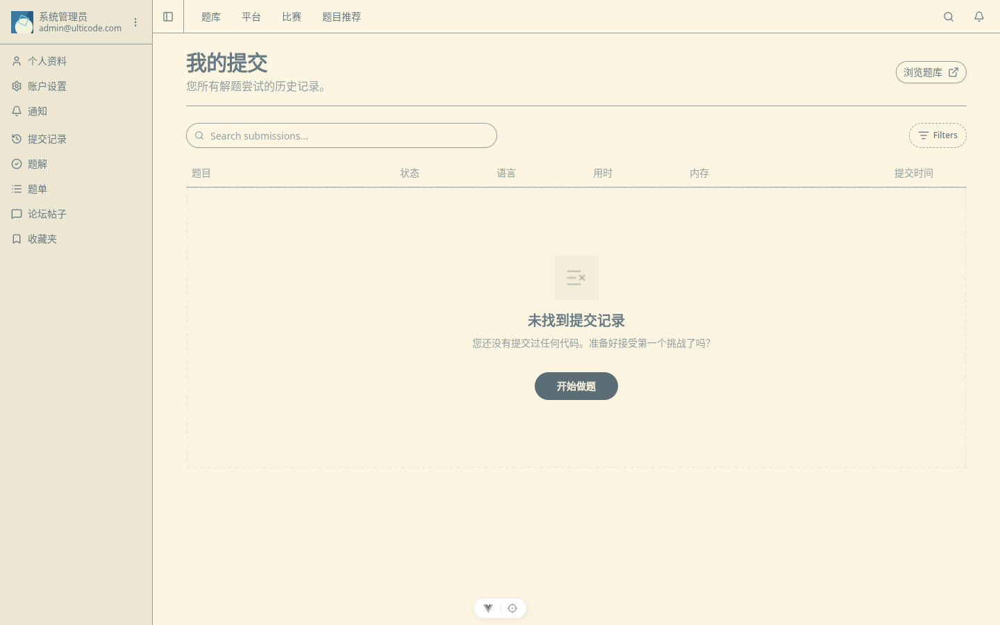 系统管理员
admin@ulticode.com
个人资料
账户设置
通知
提交记录
题解
题单
论坛帖子
收藏夹
题库 平台 比赛 题目推荐
我的提交
您所有解题尝试的历史记录。
浏览题库
Search submissions...
Filters
题目 状态 语言 用时 内存 提交时间
未找到提交记录
您还没有提交过任何代码。准备好接受第一个挑战了吗？
开始做题